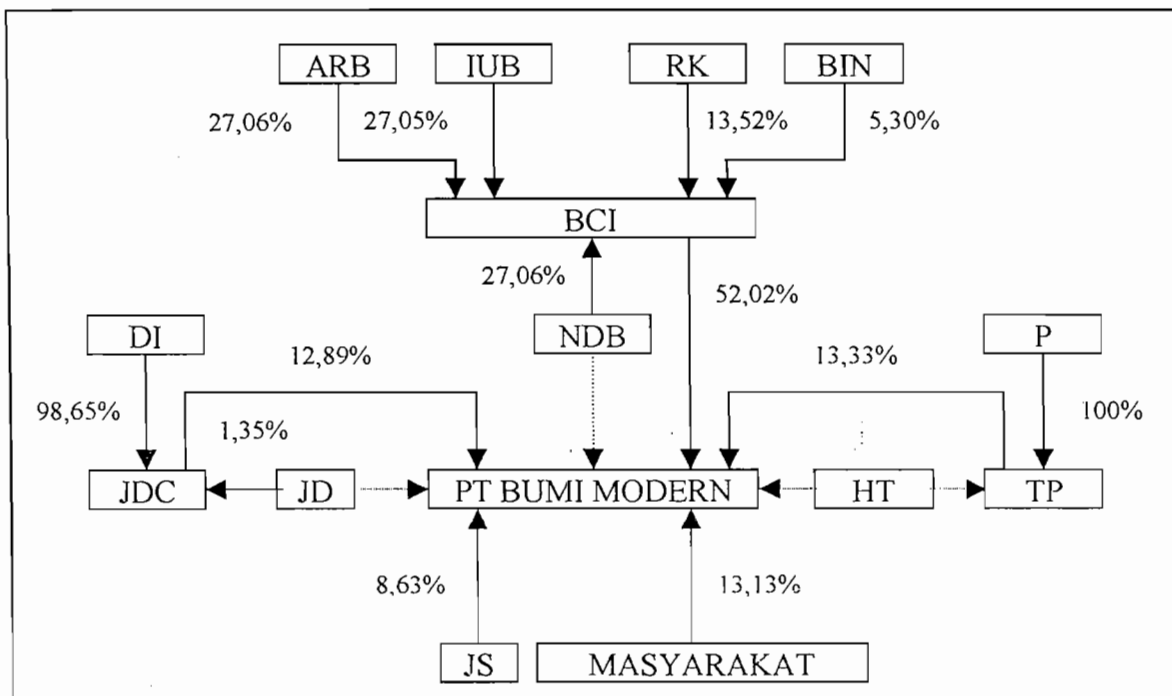 ARB IUB RK BIN
27,06% 27,05% 13,52% 5,30%
BCI
27,06% 52,02%
DI NDB P
12,89% 13,33%
98,65% 1,35% 100%
JDC JD PT BUMI MODERN HT TP
8,63% 13,13%
JS MASYARAKAT